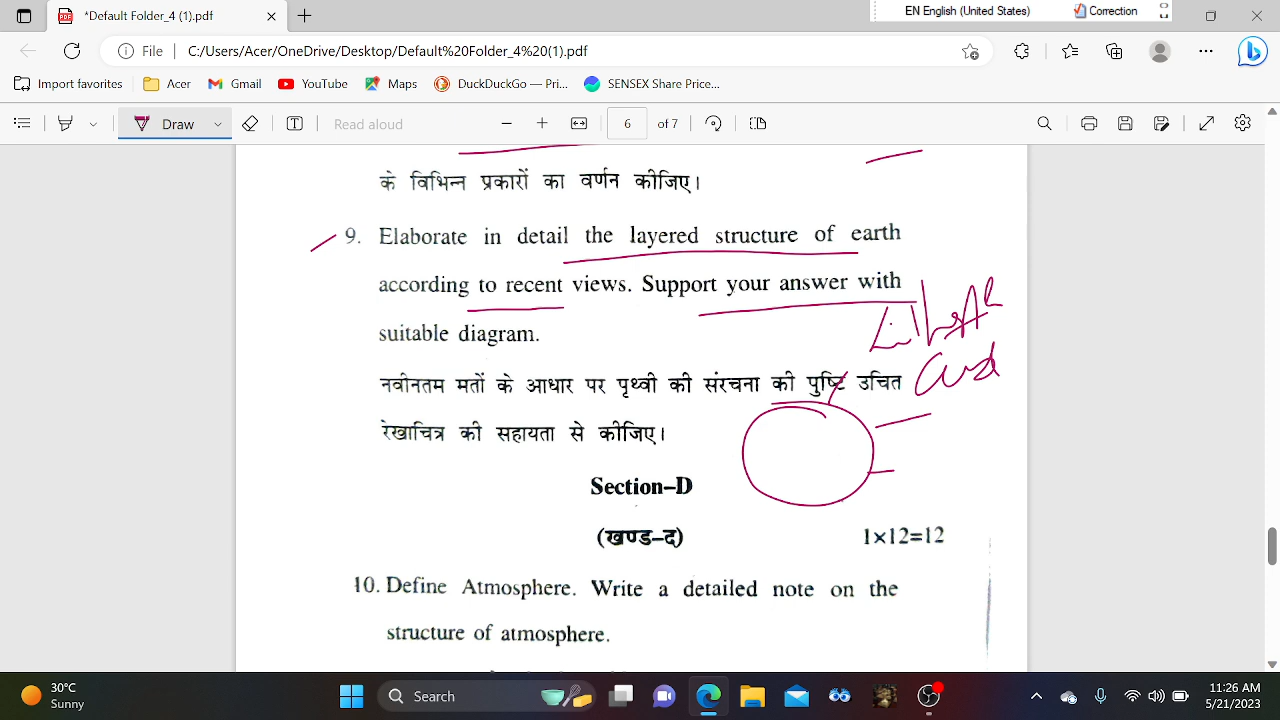 *Default Folder_4 (1).pdf
EN English (United States)
Correction
File
C:/Users/Acer/OneDrive/Desktop/Default%20Folder_4%20(1).pdf
Import favorites
Acer
Gmail
YouTube
Maps
DuckDuckGo — Pri...
SENSEX Share Price...
Draw
Read aloud
6
of 7
के विभिन्न प्रकारों का वर्णन कीजिए।
9. Elaborate in detail the layered structure of earth
according to recent views. Support your answer with
suitable diagram.
नवीनतम मतों के आधार पर पृथ्वी की संरचना की पुष्टि उचित
रेखाचित्र की सहायता से कीजिए।
Section–D
(खण्ड–द)
1×12=12
10. Define Atmosphere. Write a detailed note on the
structure of atmosphere.
30°C
Sunny
Search
11:26 AM
5/21/2023